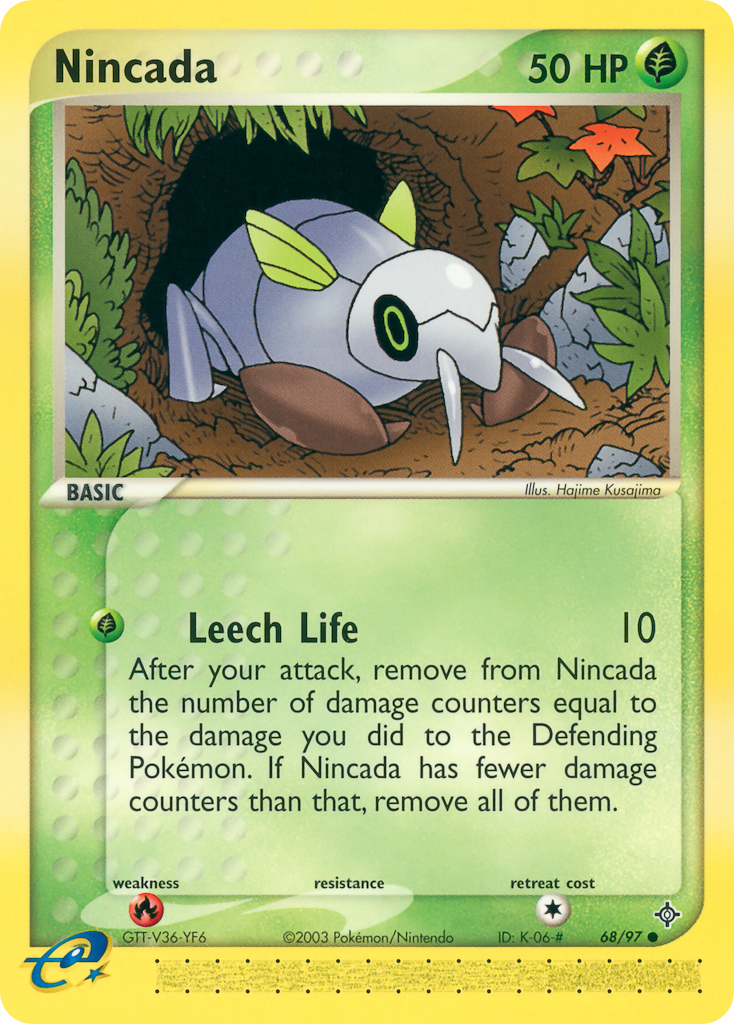 Nincada
50 HP
BASIC
Illus. Hajime Kusajima
Leech Life 10
After your attack, remove from Nincada
the number of damage counters equal to
the damage you did to the Defending
Pokémon. If Nincada has fewer damage
counters than that, remove all of them.
weakness resistance retreat cost
GTT-V36-YF6 ©2003 Pokémon/Nintendo ID: K-06-# 68/97 ●
e